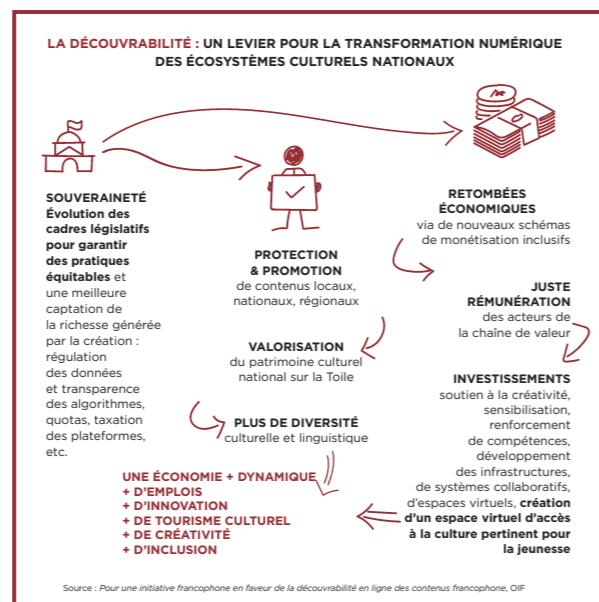 LA DÉCOUVRABILITÉ : UN LEVIER POUR LA TRANSFORMATION NUMÉRIQUE
DES ÉCOSYSTÈMES CULTURELS NATIONAUX
SOUVERAINETÉ
Évolution des
cadres législatifs
pour garantir
des pratiques
équitables et
une meilleure
captation de
la richesse générée
par la création :
régulation
des données
et transparence
des algorithmes,
quotas, taxation
des plateformes,
etc.
PROTECTION
& PROMOTION
de contenus locaux,
nationaux, régionaux
VALORISATION
du patrimoine culturel
national sur la Toile
PLUS DE DIVERSITÉ
culturelle et linguistique
RETOMBÉES
ÉCONOMIQUES
via de nouveaux schémas
de monétisation inclusifs
JUSTE
RÉMUNÉRATION
des acteurs de
la chaîne de valeur
INVESTISSEMENTS
soutien à la créativité,
sensibilisation,
renforcement
de compétences,
développement
des infrastructures,
de systèmes collaboratifs,
d'espaces virtuels, création
d'un espace virtuel d'accès
à la culture pertinent pour
la jeunesse
UNE ÉCONOMIE + DYNAMIQUE
+ D'EMPLOIS
+ D'INNOVATION
+ DE TOURISME CULTUREL
+ DE CRÉATIVITÉ
+ D'INCLUSION
Source : Pour une initiative francophone en faveur de la découvrabilité en ligne des contenus francophone, OIF